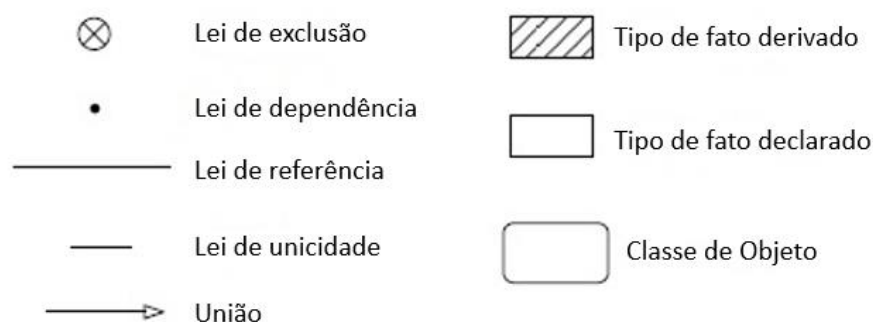 Lei de exclusão
Lei de dependência
Lei de referência
Lei de unicidade
União
Tipo de fato derivado
Tipo de fato declarado
Classe de Objeto